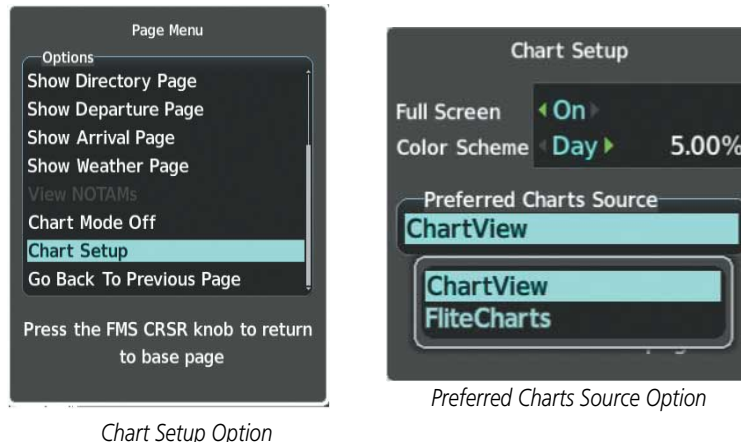 Page Menu
Options
Show Directory Page
Show Departure Page
Show Arrival Page
Show Weather Page
View NOTAMs
Chart Mode Off
Chart Setup
Go Back To Previous Page
Press the FMS CRSR knob to return
to base page
Chart Setup Option
Chart Setup
Full Screen On
Color Scheme Day 5.00%
Preferred Charts Source
ChartView
ChartView
FliteCharts
Preferred Charts Source Option